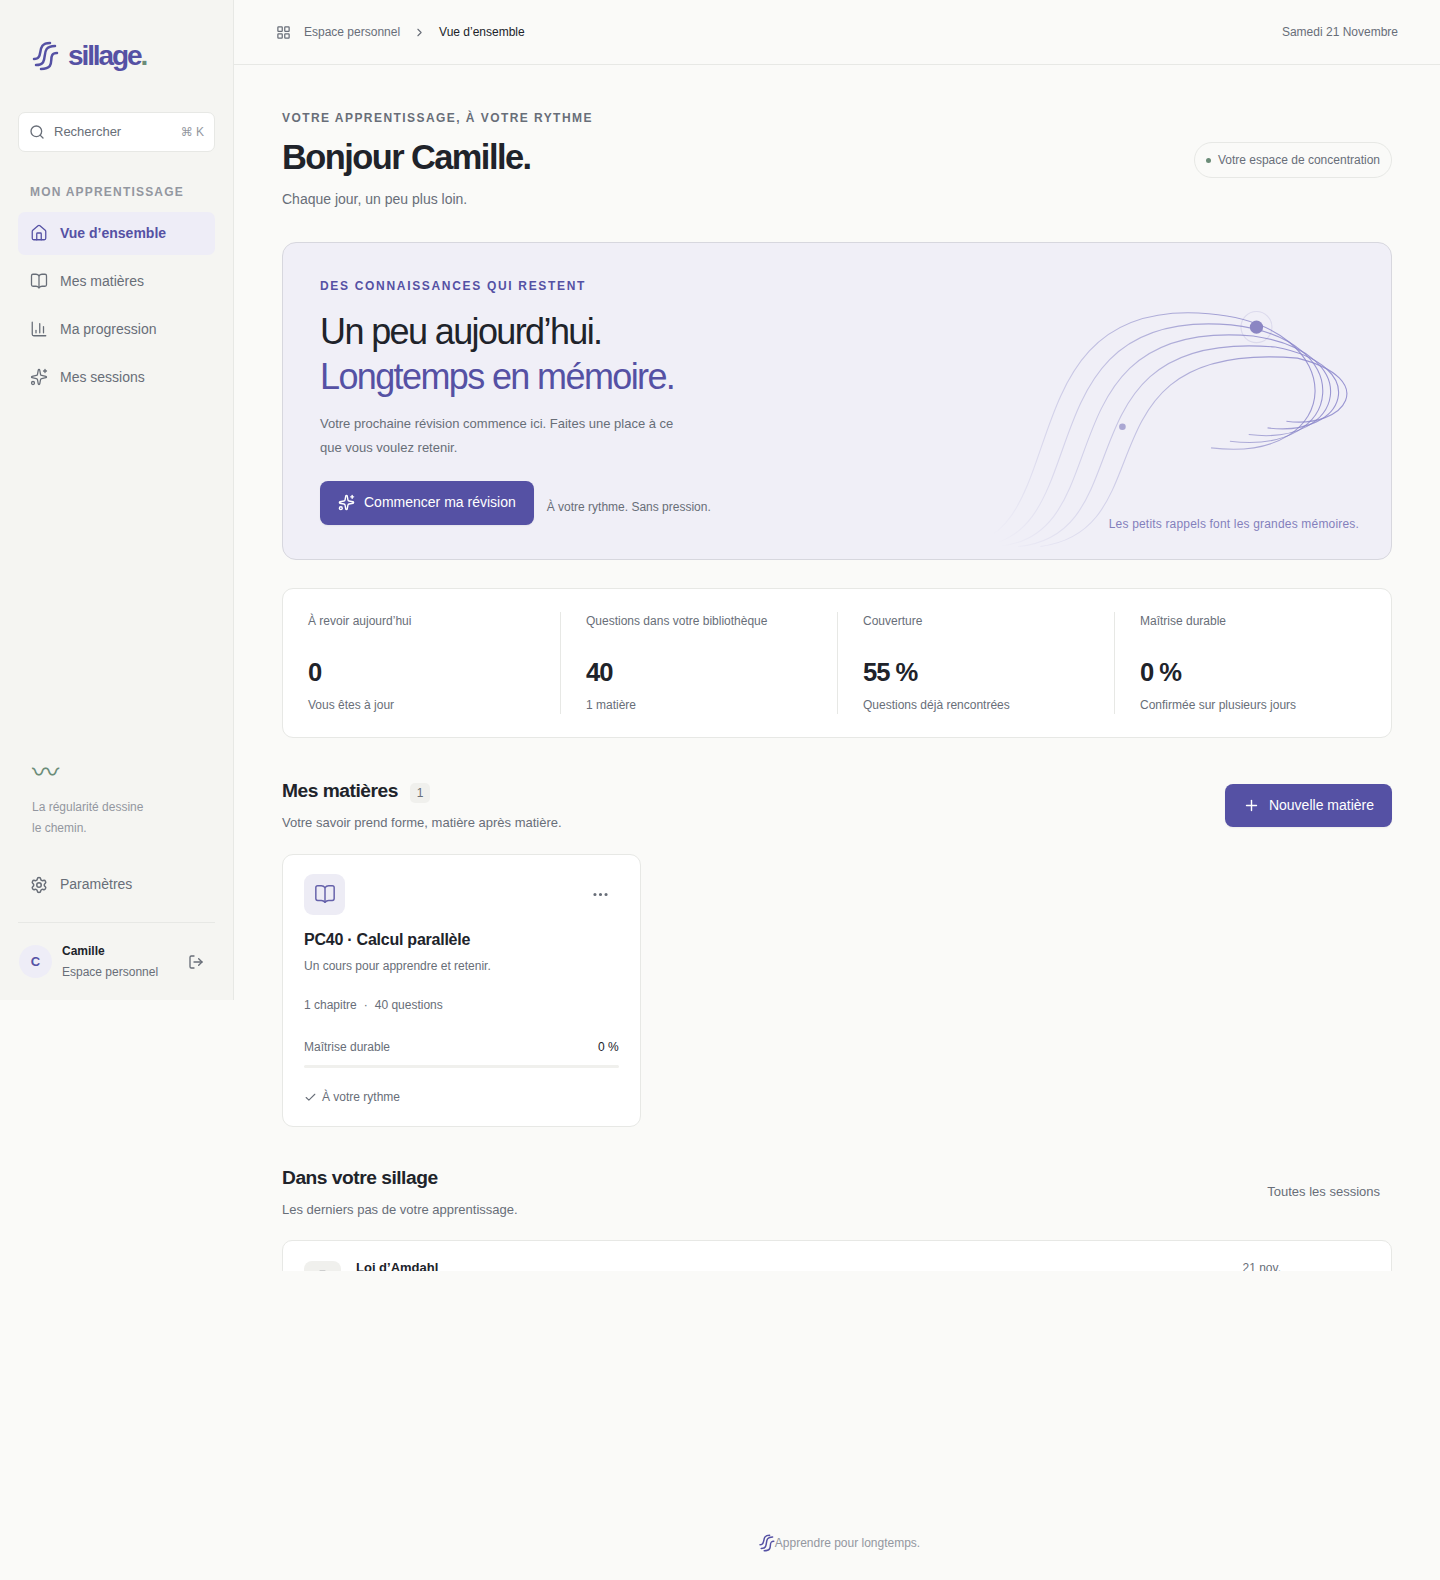 sillage.
Rechercher ⌘ K
MON APPRENTISSAGE
Vue d’ensemble
Mes matières
Ma progression
Mes sessions
La régularité dessine
le chemin.
Paramètres
C
Camille
Espace personnel
Espace personnel > Vue d’ensemble
Samedi 21 Novembre
VOTRE APPRENTISSAGE, À VOTRE RYTHME
Bonjour Camille.
Chaque jour, un peu plus loin.
Votre espace de concentration
DES CONNAISSANCES QUI RESTENT
Un peu aujourd’hui.
Longtemps en mémoire.
Votre prochaine révision commence ici. Faites une place à ce
que vous voulez retenir.
Commencer ma révision
À votre rythme. Sans pression.
Les petits rappels font les grandes mémoires.
À revoir aujourd’hui
0
Vous êtes à jour
Questions dans votre bibliothèque
40
1 matière
Couverture
55 %
Questions déjà rencontrées
Maîtrise durable
0 %
Confirmée sur plusieurs jours
Mes matières 1
Votre savoir prend forme, matière après matière.
Nouvelle matière
PC40 · Calcul parallèle
Un cours pour apprendre et retenir.
1 chapitre · 40 questions
Maîtrise durable 0 %
À votre rythme
Dans votre sillage
Les derniers pas de votre apprentissage.
Toutes les sessions
Loi d’Amdahl
21 nov.
Apprendre pour longtemps.